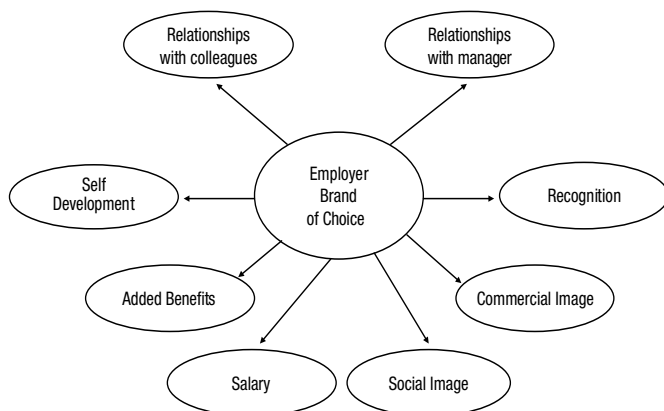 Relationships
with colleagues
Relationships
with manager
Employer
Brand
of Choice
Self
Development
Recognition
Added Benefits
Commercial Image
Salary
Social Image